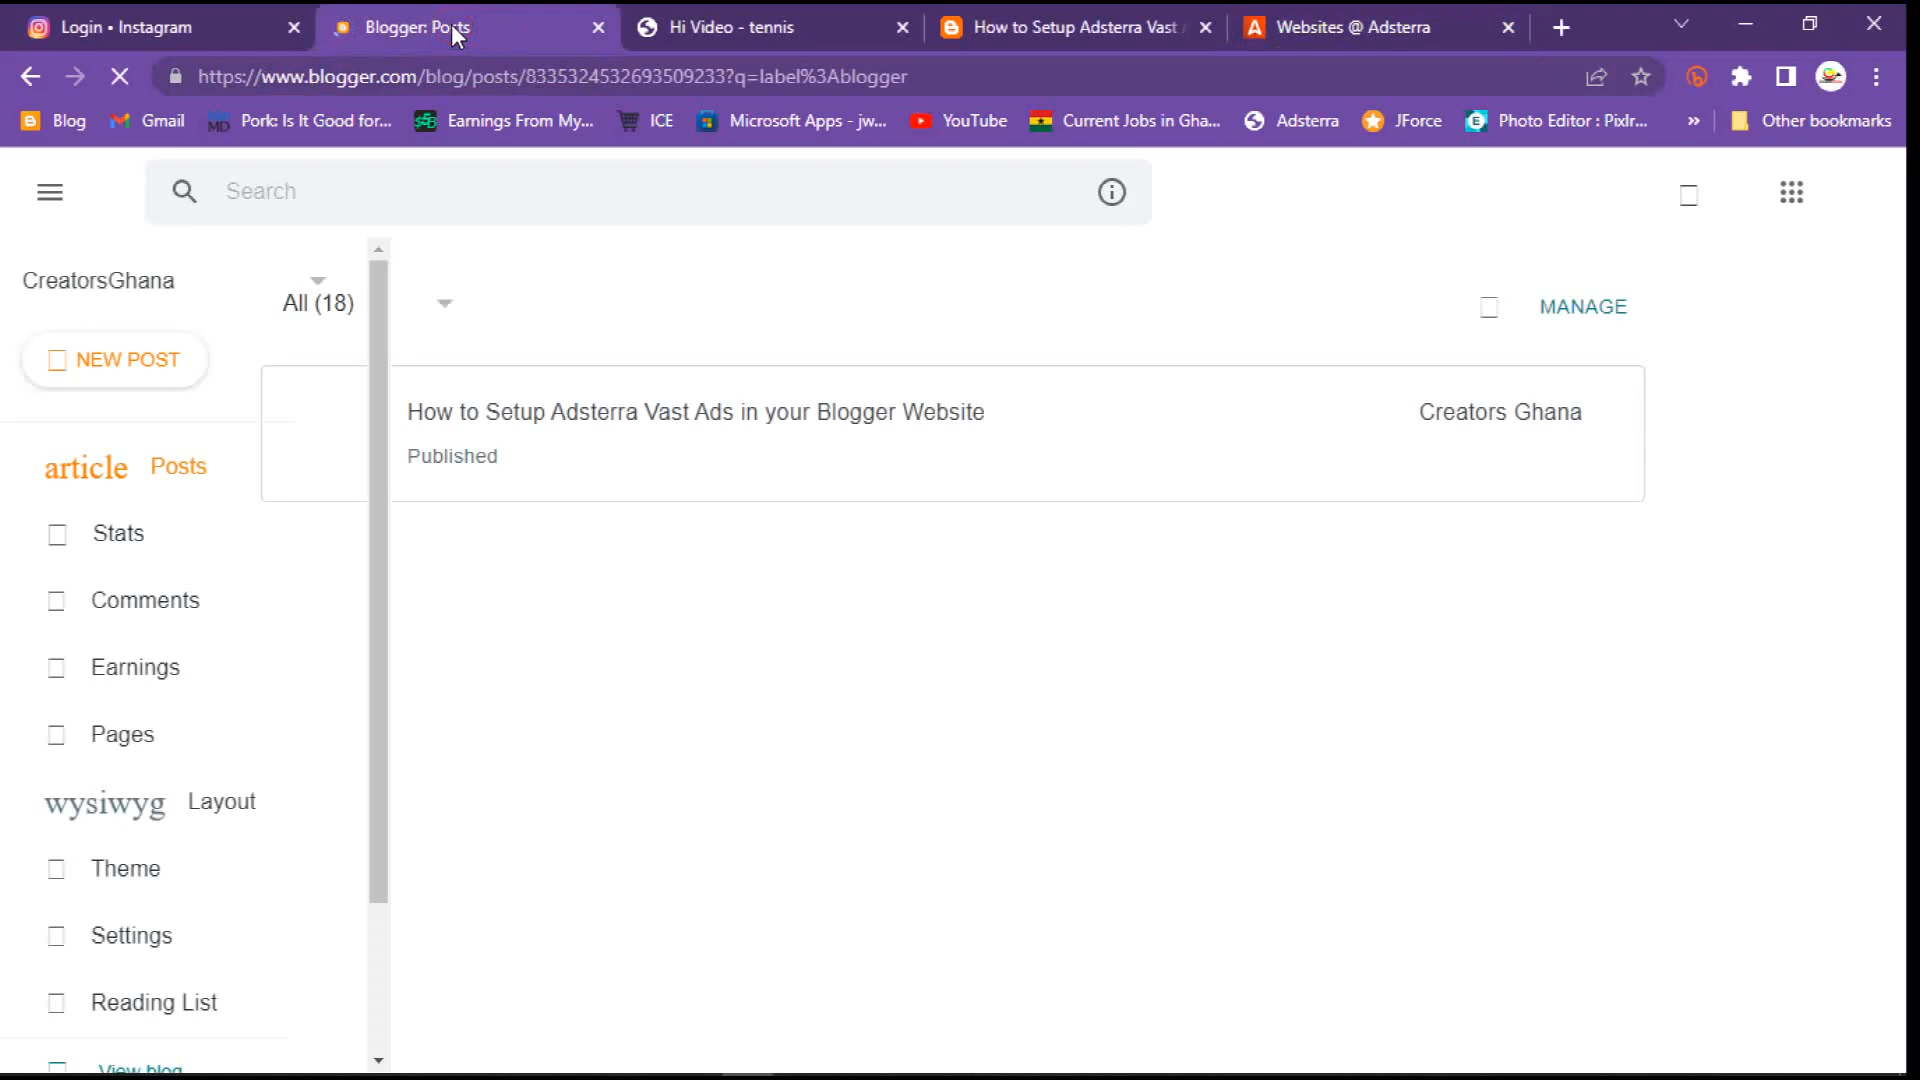 Login • Instagram
Blogger: Posts
Hi Video - tennis
How to Setup Adsterra Vast
Websites @ Adsterra
https://www.blogger.com/blog/posts/8335324532693509233?q=label%3Ablogger
Blog
Gmail
MD
Pork: Is It Good for...
Earnings From My...
ICE
Microsoft Apps - jw...
YouTube
Current Jobs in Gha...
Adsterra
JForce
Photo Editor : Pixlr...
»
Other bookmarks
Search
CreatorsGhana
All (18)
MANAGE
NEW POST
How to Setup Adsterra Vast Ads in your Blogger Website
Creators Ghana
Published
article Posts
Stats
Comments
Earnings
Pages
wysiwyg Layout
Theme
Settings
Reading List
View blog